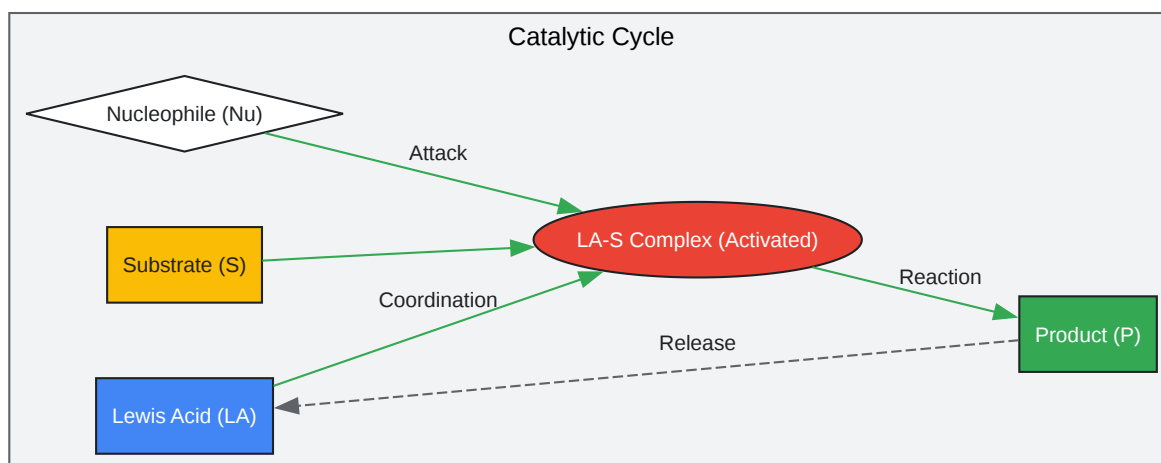 Catalytic Cycle
Nucleophile (Nu)
Attack
LA-S Complex (Activated)
Substrate (S)
Reaction
Coordination
Product (P)
Release
Lewis Acid (LA)